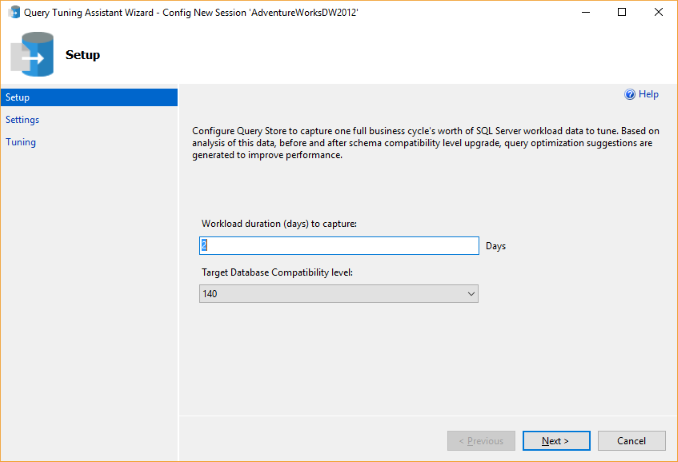 Query Tuning Assistant Wizard - Config New Session 'AdventureWorksDW2012'
Setup
Setup
Settings
Tuning
Help
Configure Query Store to capture one full business cycle's worth of SQL Server workload data to tune. Based on
analysis of this data, before and after schema compatibility level upgrade, query optimization suggestions are
generated to improve performance.
Workload duration (days) to capture:
2
Days
Target Database Compatibility level:
140
< Previous
Next >
Cancel